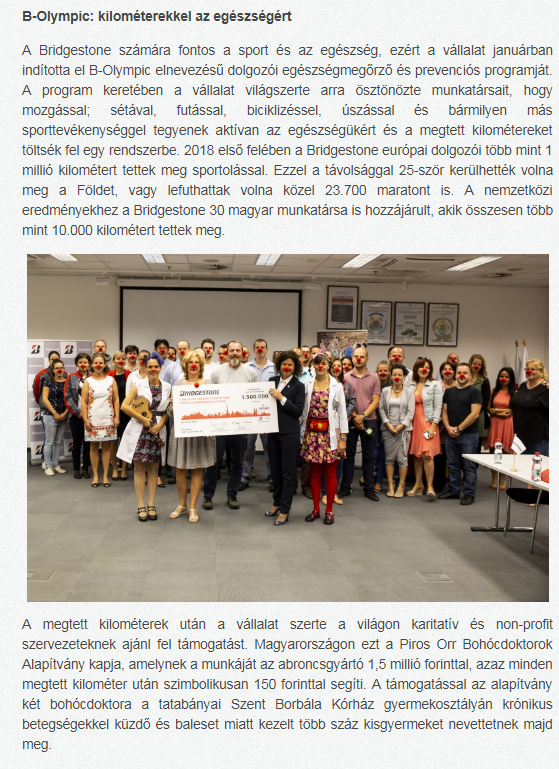 B-Olympic: kilométerekkel az egészségért
A Bridgestone számára fontos a sport és az egészség, ezért a vállalat januárban
indította el B-Olympic elnevezésű dolgozói egészségmegőrző és prevenciós programját.
A program keretében a vállalat világszerte arra ösztönözte munkatársait, hogy
mozgással; sétával, futással, biciklizéssel, úszással és bármilyen más
sporttevékenységgel tegyenek aktívan az egészségükért és a megtett kilométereket
töltsék fel egy rendszerbe. 2018 első felében a Bridgestone európai dolgozói több mint 1
millió kilométert tettek meg sportolással. Ezzel a távolsággal 25-ször kerülhették volna
meg a Földet, vagy lefuthattak volna közel 23.700 maratont is. A nemzetközi
eredményekhez a Bridgestone 30 magyar munkatársa is hozzájárult, akik összesen több
mint 10.000 kilométert tettek meg.
BRIDGESTONE
1.500.000
A megtett kilométerek után a vállalat szerte a világon karitatív és non-profit
szervezeteknek ajánl fel támogatást. Magyarországon ezt a Piros Orr Bohócdoktorok
Alapítvány kapja, amelynek a munkáját az abroncsgyártó 1,5 millió forinttal, azaz minden
megtett kilométer után szimbolikusan 150 forinttal segíti. A támogatással az alapítvány
két bohócdoktora a tatabányai Szent Borbála Kórház gyermekosztályán krónikus
betegségekkel küzdő és baleset miatt kezelt több száz kisgyermeket nevettetnek majd
meg.